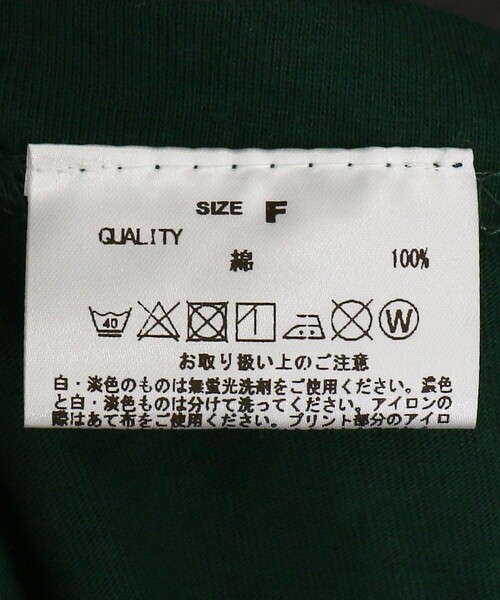 SIZE F
QUALITY
綿 100%
40 W
お取り扱い上のご注意
白・淡色のものは無蛍光洗剤をご使用ください。濃色
と白・淡色ものは分けて洗ってください。アイロンの
際はあて布をご使用ください。プリント部分のアイロ